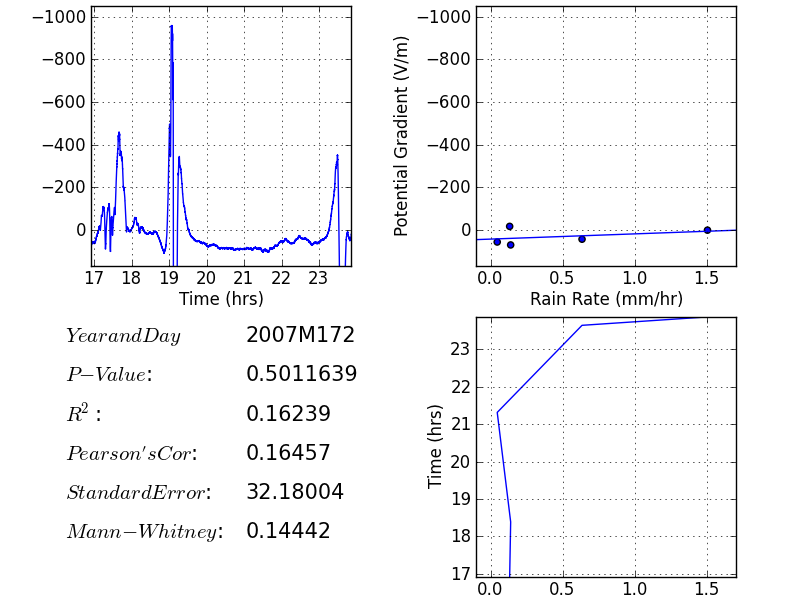 −1000
−800
−600
−400
−200
0
17 18 19 20 21 22 23
Time (hrs)
Potential Gradient (V/m)
−1000
−800
−600
−400
−200
0
0.0 0.5 1.0 1.5
Rain Rate (mm/hr)
YearandDay 2007M172
P−Value: 0.5011639
R²: 0.16239
Pearson'sCor: 0.16457
StandardError: 32.18004
Mann−Whitney: 0.14442
Time (hrs)
23
22
21
20
19
18
17
0.0 0.5 1.0 1.5